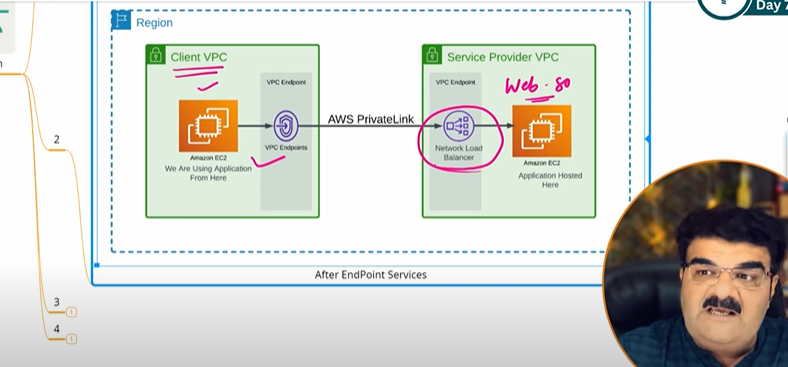 Day
Region
Client VPC
Service Provider VPC
VPC Endpoint
VPC Endpoint
Web - 80
AWS PrivateLink
VPC Endpoints
Network Load
Balancer
Amazon EC2
We Are Using Application
From Here
Amazon EC2
Application Hosted
Here
After EndPoint Services
2
3
1
4
1